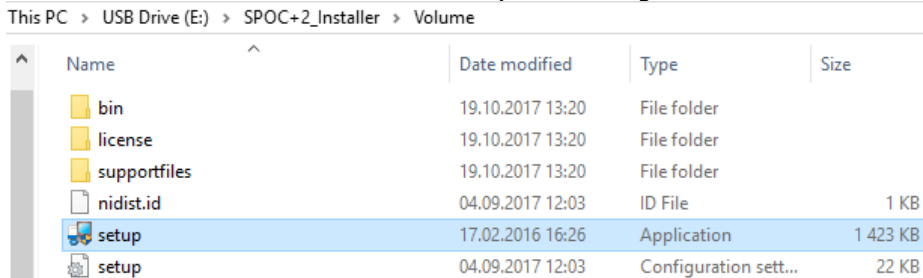 This PC > USB Drive (E:) > SPOC+2_Installer > Volume
Name Date modified Type Size
bin 19.10.2017 13:20 File folder
license 19.10.2017 13:20 File folder
supportfiles 19.10.2017 13:20 File folder
nidist.id 04.09.2017 12:03 ID File 1 KB
setup 17.02.2016 16:26 Application 1 423 KB
setup 04.09.2017 12:03 Configuration sett... 22 KB